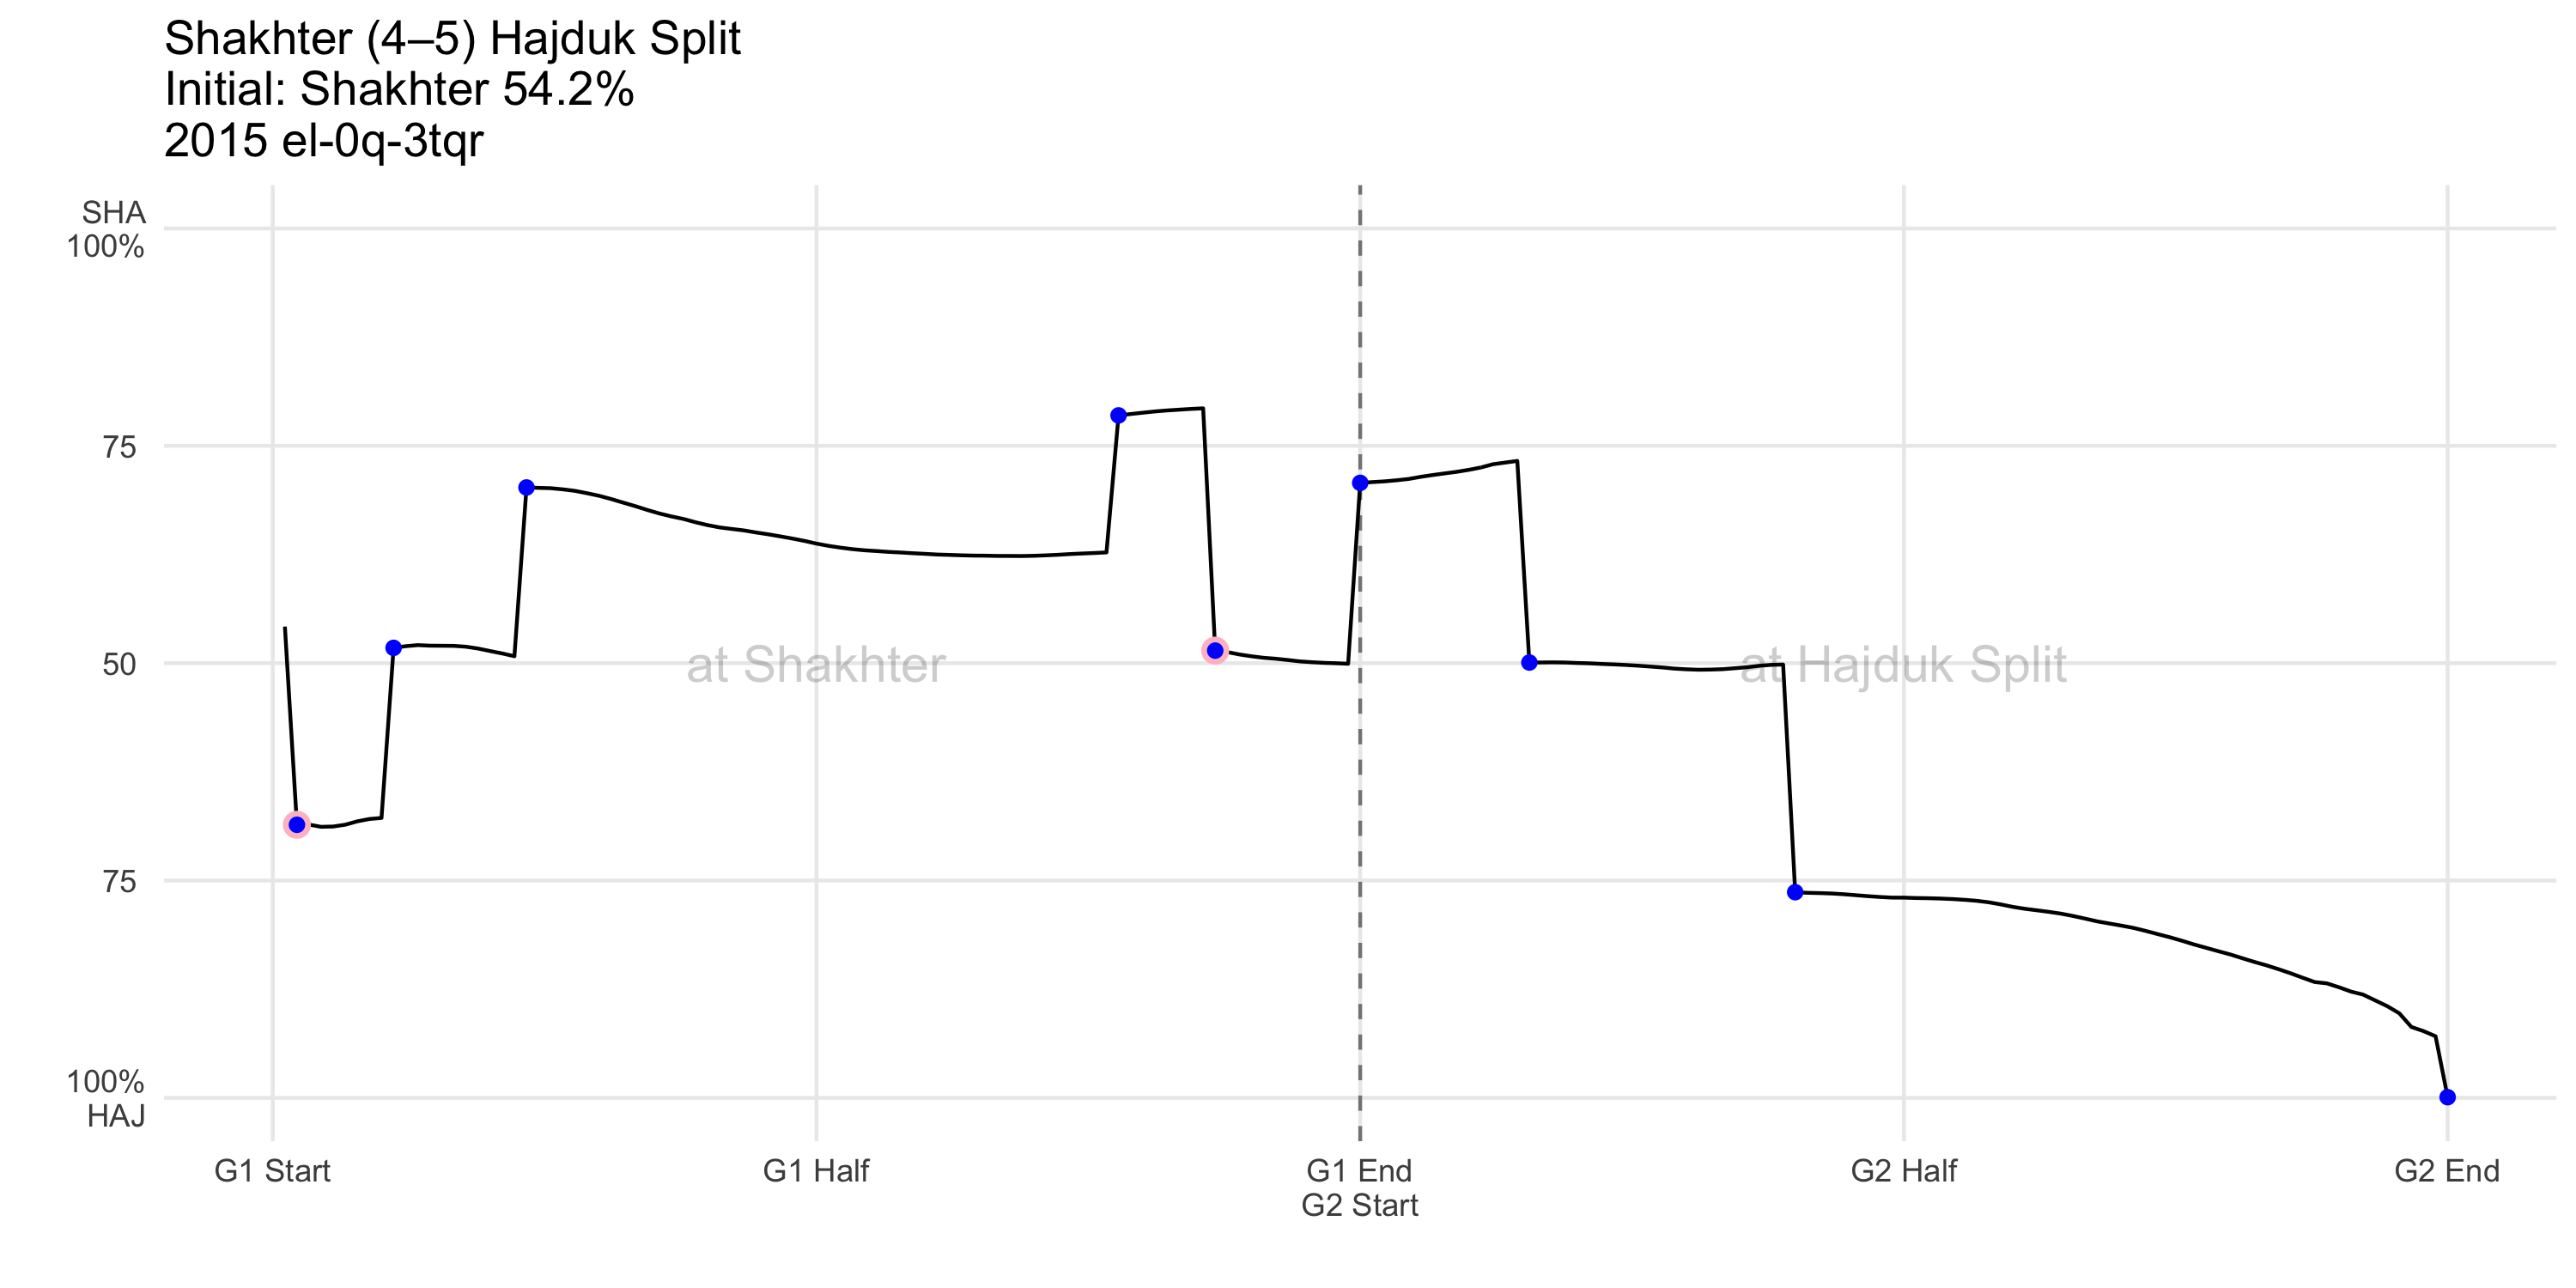 Shakhter (4–5) Hajduk Split
Initial: Shakhter 54.2%
2015 el-0q-3tqr
SHA
100%
75
50
75
100%
HAJ
at Shakhter
at Hajduk Split
G1 Start
G1 Half
G1 End
G2 Start
G2 Half
G2 End